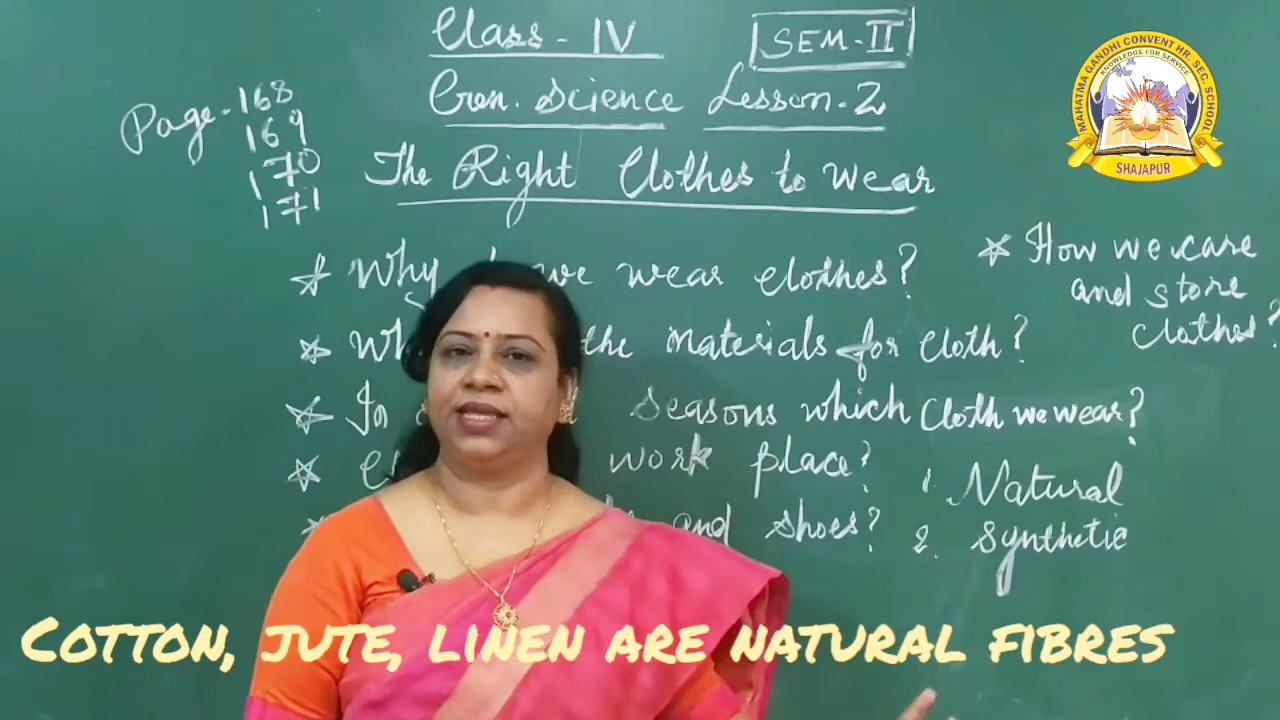 Class - IV
SEM-II
Gen. Science Lesson-2
Page-168
169
170
171
The Right Clothes to wear
Why we wear clothes?
the materials for cloth?
In seasons which cloth we wear?
work place?
and shoes?
How we care
and store
clothes?
1. Natural
2. Synthetic
MAHATMA GANDHI CONVENT HR. SEC. SCHOOL
KNOWLEDGE FOR SERVICE
SHAJAPUR
COTTON, JUTE, LINEN ARE NATURAL FIBRES